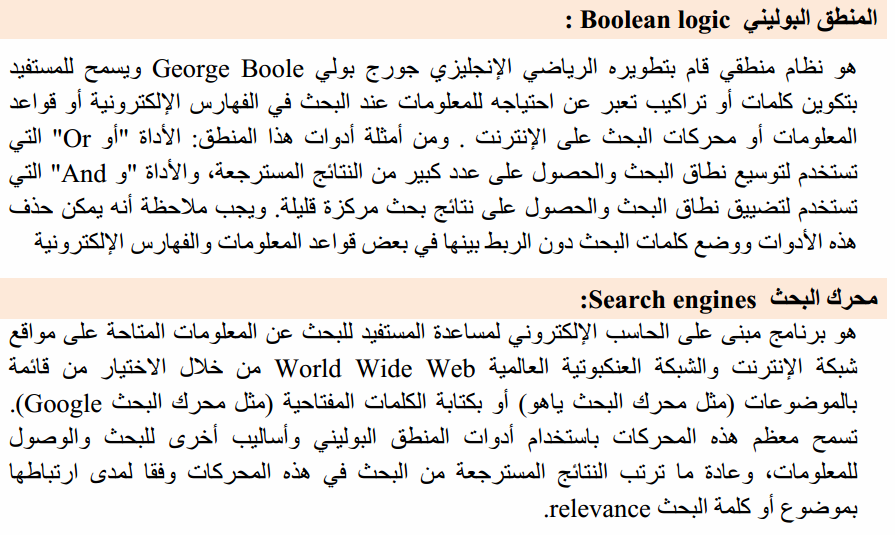 المنطق البوليني Boolean logic :
هو نظام منطقي قام بتطويره الرياضي الإنجليزي جورج بولي George Boole ويسمح للمستفيد
بتكوين كلمات أو تراكيب تعبر عن احتياجه للمعلومات عند البحث في الفهارس الإلكترونية أو قواعد
المعلومات أو محركات البحث على الإنترنت . ومن أمثلة أدوات هذا المنطق: الأداة "أو Or" التي
تستخدم لتوسيع نطاق البحث والحصول على عدد كبير من النتائج المسترجعة، والأداة "و And" التي
تستخدم لتضييق نطاق البحث والحصول على نتائج بحث مركزة قليلة. ويجب ملاحظة أنه يمكن حذف
هذه الأدوات ووضع كلمات البحث دون الربط بينها في بعض قواعد المعلومات والفهارس الإلكترونية
محرك البحث Search engines:
هو برنامج مبنى على الحاسب الإلكتروني لمساعدة المستفيد للبحث عن المعلومات المتاحة على مواقع
شبكة الإنترنت والشبكة العنكبوتية العالمية World Wide Web من خلال الاختيار من قائمة
بالموضوعات (مثل محرك البحث ياهو) أو بكتابة الكلمات المفتاحية (مثل محرك البحث Google).
تسمح معظم هذه المحركات باستخدام أدوات المنطق البوليني وأساليب أخرى للبحث والوصول
للمعلومات، وعادة ما ترتب النتائج المسترجعة من البحث في هذه المحركات وفقا لمدى ارتباطها
بموضوع أو كلمة البحث relevance.